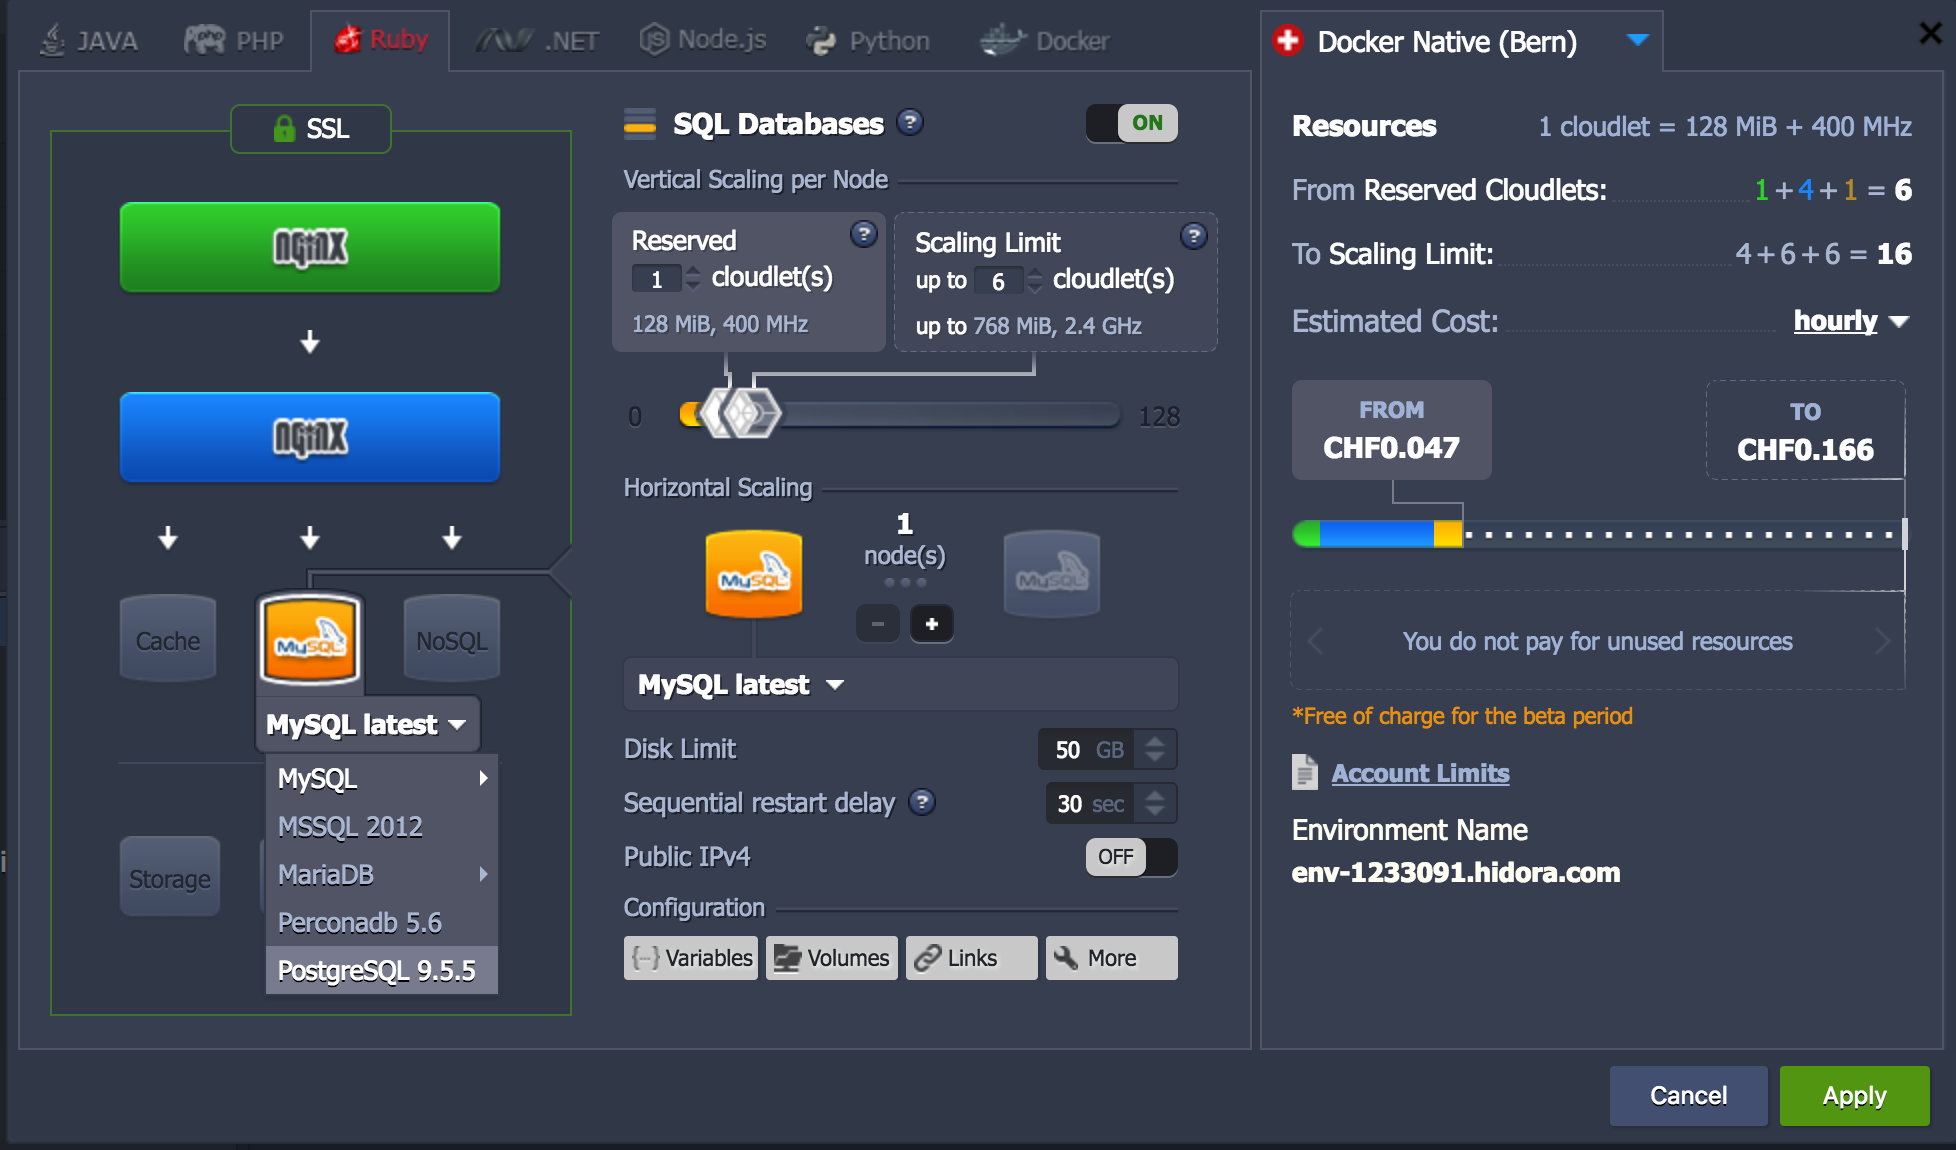 JAVA
PHP
Ruby
.NET
Node.js
Python
Docker
Docker Native (Bern)
SSL
NGINX
NGINX
Cache
MySQL
NoSQL
MySQL latest
MySQL
MSSQL 2012
MariaDB
Perconadb 5.6
PostgreSQL 9.5.5
Storage
SQL Databases ?
ON
Vertical Scaling per Node
Reserved ?
1 cloudlet(s)
128 MiB, 400 MHz
Scaling Limit ?
up to 6 cloudlet(s)
up to 768 MiB, 2.4 GHz
0 128
Horizontal Scaling
MySQL
1
node(s)
- +
MySQL
MySQL latest
Disk Limit 50 GB
Sequential restart delay ? 30 sec
Public IPv4 OFF
Configuration
Variables Volumes Links More
Resources 1 cloudlet = 128 MiB + 400 MHz
From Reserved Cloudlets: 1 + 4 + 1 = 6
To Scaling Limit: 4 + 6 + 6 = 16
Estimated Cost: hourly
FROM
CHF0.047
TO
CHF0.166
You do not pay for unused resources
*Free of charge for the beta period
Account Limits
Environment Name
env-1233091.hidora.com
Cancel Apply